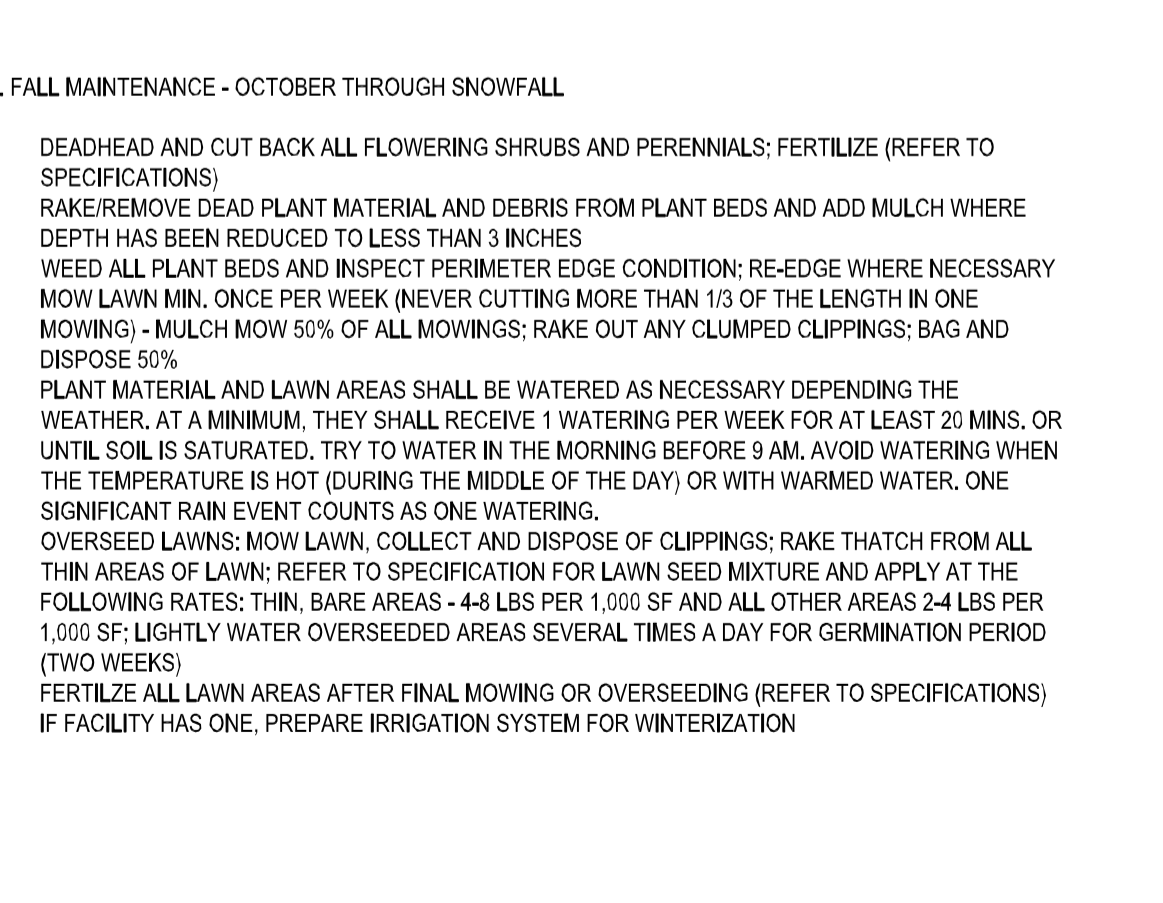 . FALL MAINTENANCE - OCTOBER THROUGH SNOWFALL
DEADHEAD AND CUT BACK ALL FLOWERING SHRUBS AND PERENNIALS; FERTILIZE (REFER TO
SPECIFICATIONS)
RAKE/REMOVE DEAD PLANT MATERIAL AND DEBRIS FROM PLANT BEDS AND ADD MULCH WHERE
DEPTH HAS BEEN REDUCED TO LESS THAN 3 INCHES
WEED ALL PLANT BEDS AND INSPECT PERIMETER EDGE CONDITION; RE-EDGE WHERE NECESSARY
MOW LAWN MIN. ONCE PER WEEK (NEVER CUTTING MORE THAN 1/3 OF THE LENGTH IN ONE
MOWING) - MULCH MOW 50% OF ALL MOWINGS; RAKE OUT ANY CLUMPED CLIPPINGS; BAG AND
DISPOSE 50%
PLANT MATERIAL AND LAWN AREAS SHALL BE WATERED AS NECESSARY DEPENDING THE
WEATHER. AT A MINIMUM, THEY SHALL RECEIVE 1 WATERING PER WEEK FOR AT LEAST 20 MINS. OR
UNTIL SOIL IS SATURATED. TRY TO WATER IN THE MORNING BEFORE 9 AM. AVOID WATERING WHEN
THE TEMPERATURE IS HOT (DURING THE MIDDLE OF THE DAY) OR WITH WARMED WATER. ONE
SIGNIFICANT RAIN EVENT COUNTS AS ONE WATERING.
OVERSEED LAWNS: MOW LAWN, COLLECT AND DISPOSE OF CLIPPINGS; RAKE THATCH FROM ALL
THIN AREAS OF LAWN; REFER TO SPECIFICATION FOR LAWN SEED MIXTURE AND APPLY AT THE
FOLLOWING RATES: THIN, BARE AREAS - 4-8 LBS PER 1,000 SF AND ALL OTHER AREAS 2-4 LBS PER
1,000 SF; LIGHTLY WATER OVERSEEDED AREAS SEVERAL TIMES A DAY FOR GERMINATION PERIOD
(TWO WEEKS)
FERTILZE ALL LAWN AREAS AFTER FINAL MOWING OR OVERSEEDING (REFER TO SPECIFICATIONS)
IF FACILITY HAS ONE, PREPARE IRRIGATION SYSTEM FOR WINTERIZATION